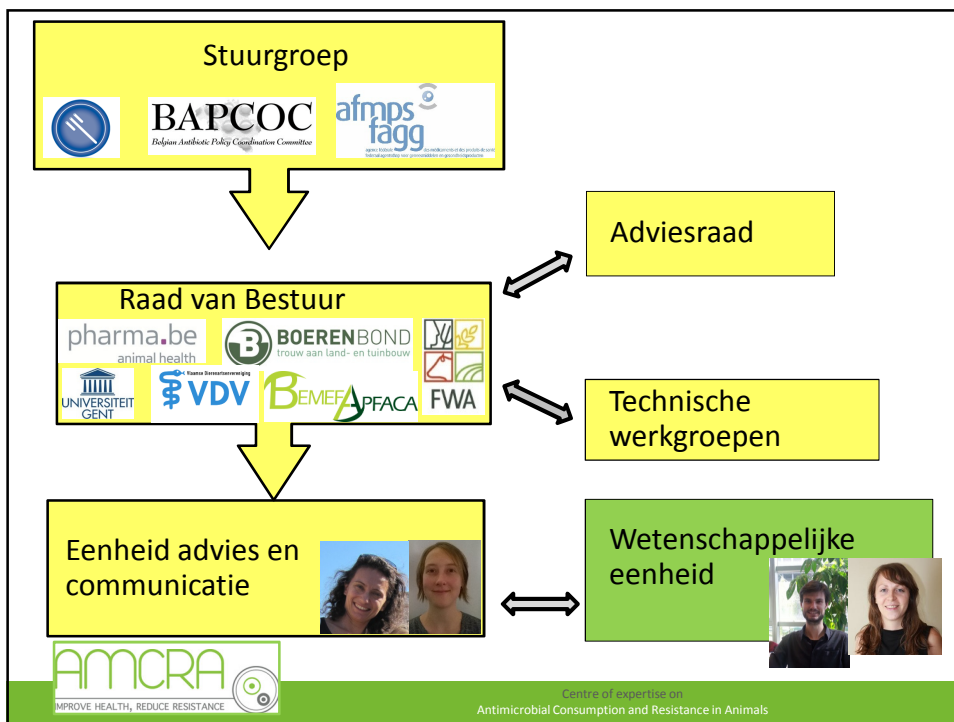 Stuurgroep
BAPCOC
Belgian Antibiotic Policy Coordination Committee
afmps
fagg
Adviesraad
Raad van Bestuur
pharma.be
animal health
BOERENBOND
trouw aan land- en tuinbouw
UNIVERSITEIT
GENT
Vlaamse Dierenartsenvereniging
VDV
BEMEFA APFACA
FWA
Technische
werkgroepen
Eenheid advies en
communicatie
Wetenschappelijke
eenheid
AMCRA
IMPROVE HEALTH, REDUCE RESISTANCE
Centre of expertise on
Antimicrobial Consumption and Resistance in Animals